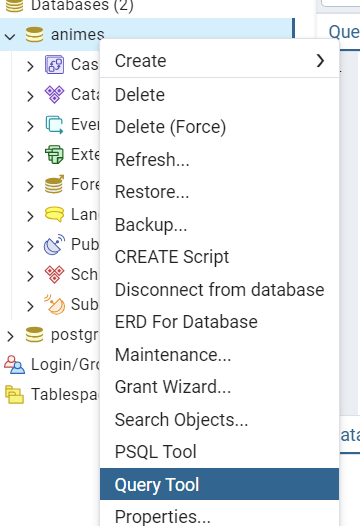 Databases (2)
Que
animes
Create
Cas
Delete
Cata
Delete (Force)
Even
Refresh...
Exte
Restore...
Fore
Backup...
Lan
CREATE Script
Pub
Disconnect from database
Sch
ERD For Database
Sub
postgr
Maintenance...
Login/Gro
Grant Wizard...
Tablespa
Search Objects...
ata
PSQL Tool
Query Tool
Properties...